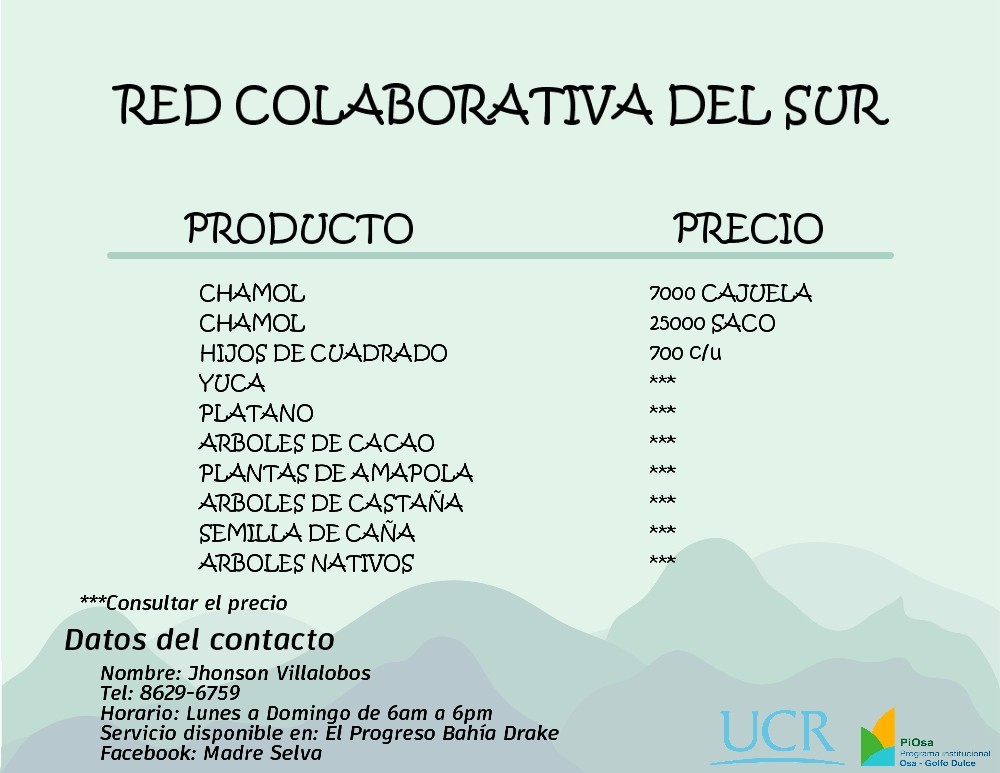 RED COLABORATIVA DEL SUR
PRODUCTO PRECIO
CHAMOL 7000 CAJUELA
CHAMOL 25000 SACO
HIJOS DE CUADRADO 700 C/u
YUCA ***
PLATANO ***
ARBOLES DE CACAO ***
PLANTAS DE AMAPOLA ***
ARBOLES DE CASTAÑA ***
SEMILLA DE CAÑA ***
ARBOLES NATIVOS ***
***Consultar el precio
Datos del contacto
Nombre: Jhonson Villalobos
Tel: 8629-6759
Horario: Lunes a Domingo de 6am a 6pm
Servicio disponible en: El Progreso Bahía Drake
Facebook: Madre Selva
UCR
PiOsa
Programa Institucional
Osa - Golfo Dulce